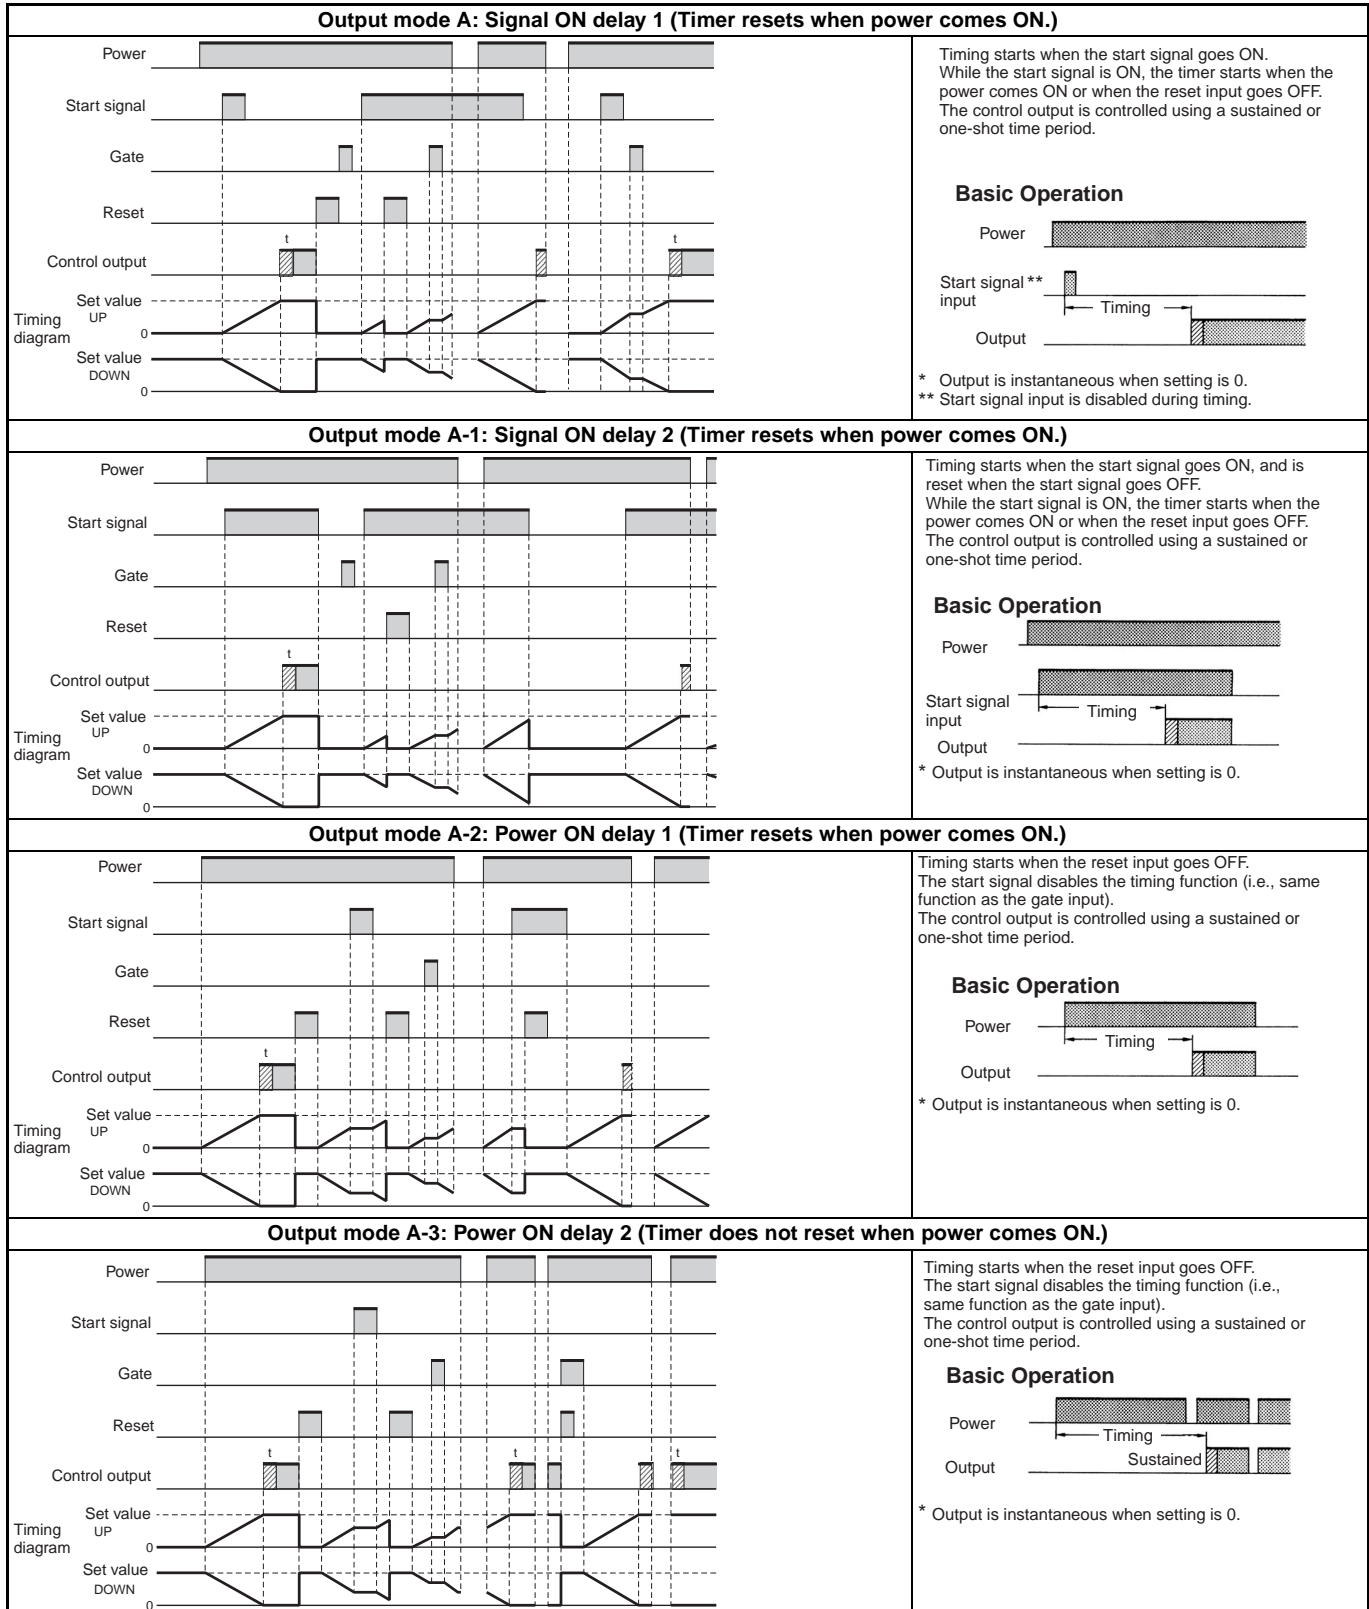 Output mode A: Signal ON delay 1 (Timer resets when power comes ON.)
Power
Start signal
Gate
Reset
t
t
Control output
Set value
UP
Timing
diagram
0
Set value
DOWN
0
Timing starts when the start signal goes ON.
While the start signal is ON, the timer starts when the
power comes ON or when the reset input goes OFF.
The control output is controlled using a sustained or
one-shot time period.
Basic Operation
Power
Start signal **
input
Timing
Output
* Output is instantaneous when setting is 0.
** Start signal input is disabled during timing.
Output mode A-1: Signal ON delay 2 (Timer resets when power comes ON.)
Power
Start signal
Gate
Reset
t
Control output
Set value
UP
Timing
diagram
0
Set value
DOWN
0
Timing starts when the start signal goes ON, and is
reset when the start signal goes OFF.
While the start signal is ON, the timer starts when the
power comes ON or when the reset input goes OFF.
The control output is controlled using a sustained or
one-shot time period.
Basic Operation
Power
Start signal
input
Timing
Output
* Output is instantaneous when setting is 0.
Output mode A-2: Power ON delay 1 (Timer resets when power comes ON.)
Power
Start signal
Gate
Reset
t
Control output
Set value
UP
Timing
diagram
0
Set value
DOWN
0
Timing starts when the reset input goes OFF.
The start signal disables the timing function (i.e., same
function as the gate input).
The control output is controlled using a sustained or
one-shot time period.
Basic Operation
Power
Timing
Output
* Output is instantaneous when setting is 0.
Output mode A-3: Power ON delay 2 (Timer does not reset when power comes ON.)
Power
Start signal
Gate
Reset
t
t
t
Control output
Set value
UP
Timing
diagram
0
Set value
DOWN
0
Timing starts when the reset input goes OFF.
The start signal disables the timing function (i.e.,
same function as the gate input).
The control output is controlled using a sustained or
one-shot time period.
Basic Operation
Power
Timing
Sustained
Output
* Output is instantaneous when setting is 0.